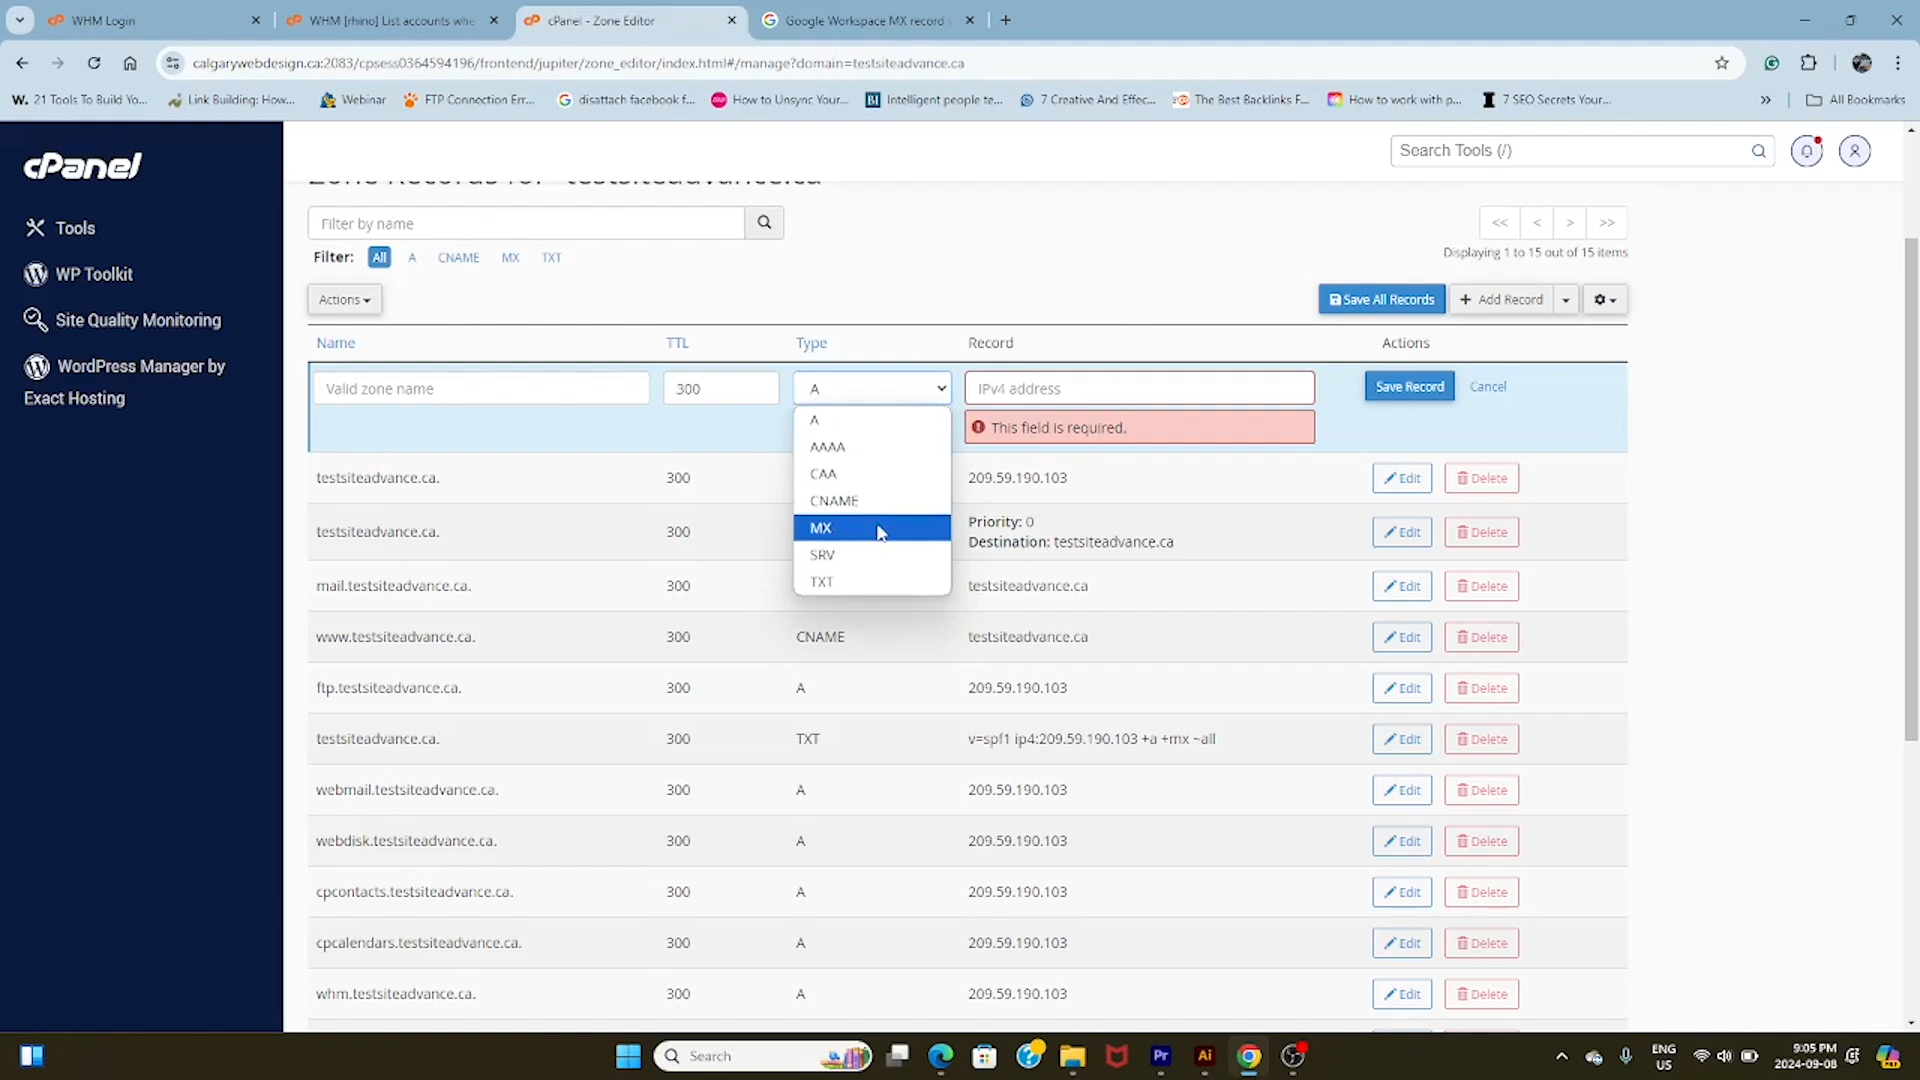 WHM Login
WHM [rhino] List accounts whe
cPanel - Zone Editor
Google Workspace MX record s
calgarywebdesign.ca:2083/cpsess0364594196/frontend/jupiter/zone_editor/index.html#/manage?domain=testsiteadvance.ca
W. 21 Tools To Build Yo...
Link Building: How...
Webinar
FTP Connection Err...
disattach facebook f...
How to Unsync Your...
BI Intelligent people te...
7 Creative And Effec...
The Best Backlinks F...
How to work with p...
7 SEO Secrets Your...
All Bookmarks
cPanel
Search Tools (/)
Tools
WP Toolkit
Site Quality Monitoring
WordPress Manager by
Exact Hosting
Zone Records for "testsiteadvance.ca"
Filter by name
<< < > >>
Displaying 1 to 15 out of 15 items
Filter: All A CNAME MX TXT
Actions
Save All Records
+ Add Record
Name TTL Type Record Actions
Valid zone name 300 A IPv4 address Save Record Cancel
This field is required.
A
AAAA
CAA
CNAME
MX
SRV
TXT
testsiteadvance.ca. 300 209.59.190.103 Edit Delete
testsiteadvance.ca. 300 Priority: 0 Edit Delete
Destination: testsiteadvance.ca
mail.testsiteadvance.ca. 300 testsiteadvance.ca Edit Delete
www.testsiteadvance.ca. 300 CNAME testsiteadvance.ca Edit Delete
ftp.testsiteadvance.ca. 300 A 209.59.190.103 Edit Delete
testsiteadvance.ca. 300 TXT v=spf1 ip4:209.59.190.103 +a +mx ~all Edit Delete
webmail.testsiteadvance.ca. 300 A 209.59.190.103 Edit Delete
webdisk.testsiteadvance.ca. 300 A 209.59.190.103 Edit Delete
cpcontacts.testsiteadvance.ca. 300 A 209.59.190.103 Edit Delete
cpcalendars.testsiteadvance.ca. 300 A 209.59.190.103 Edit Delete
whm.testsiteadvance.ca. 300 A 209.59.190.103 Edit Delete
Search
Pr
Ai
ENG
US
9:05 PM
2024-09-08